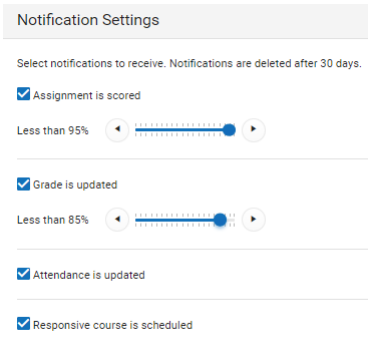 Notification Settings
Select notifications to receive. Notifications are deleted after 30 days.
Assignment is scored
Less than 95%
Grade is updated
Less than 85%
Attendance is updated
Responsive course is scheduled